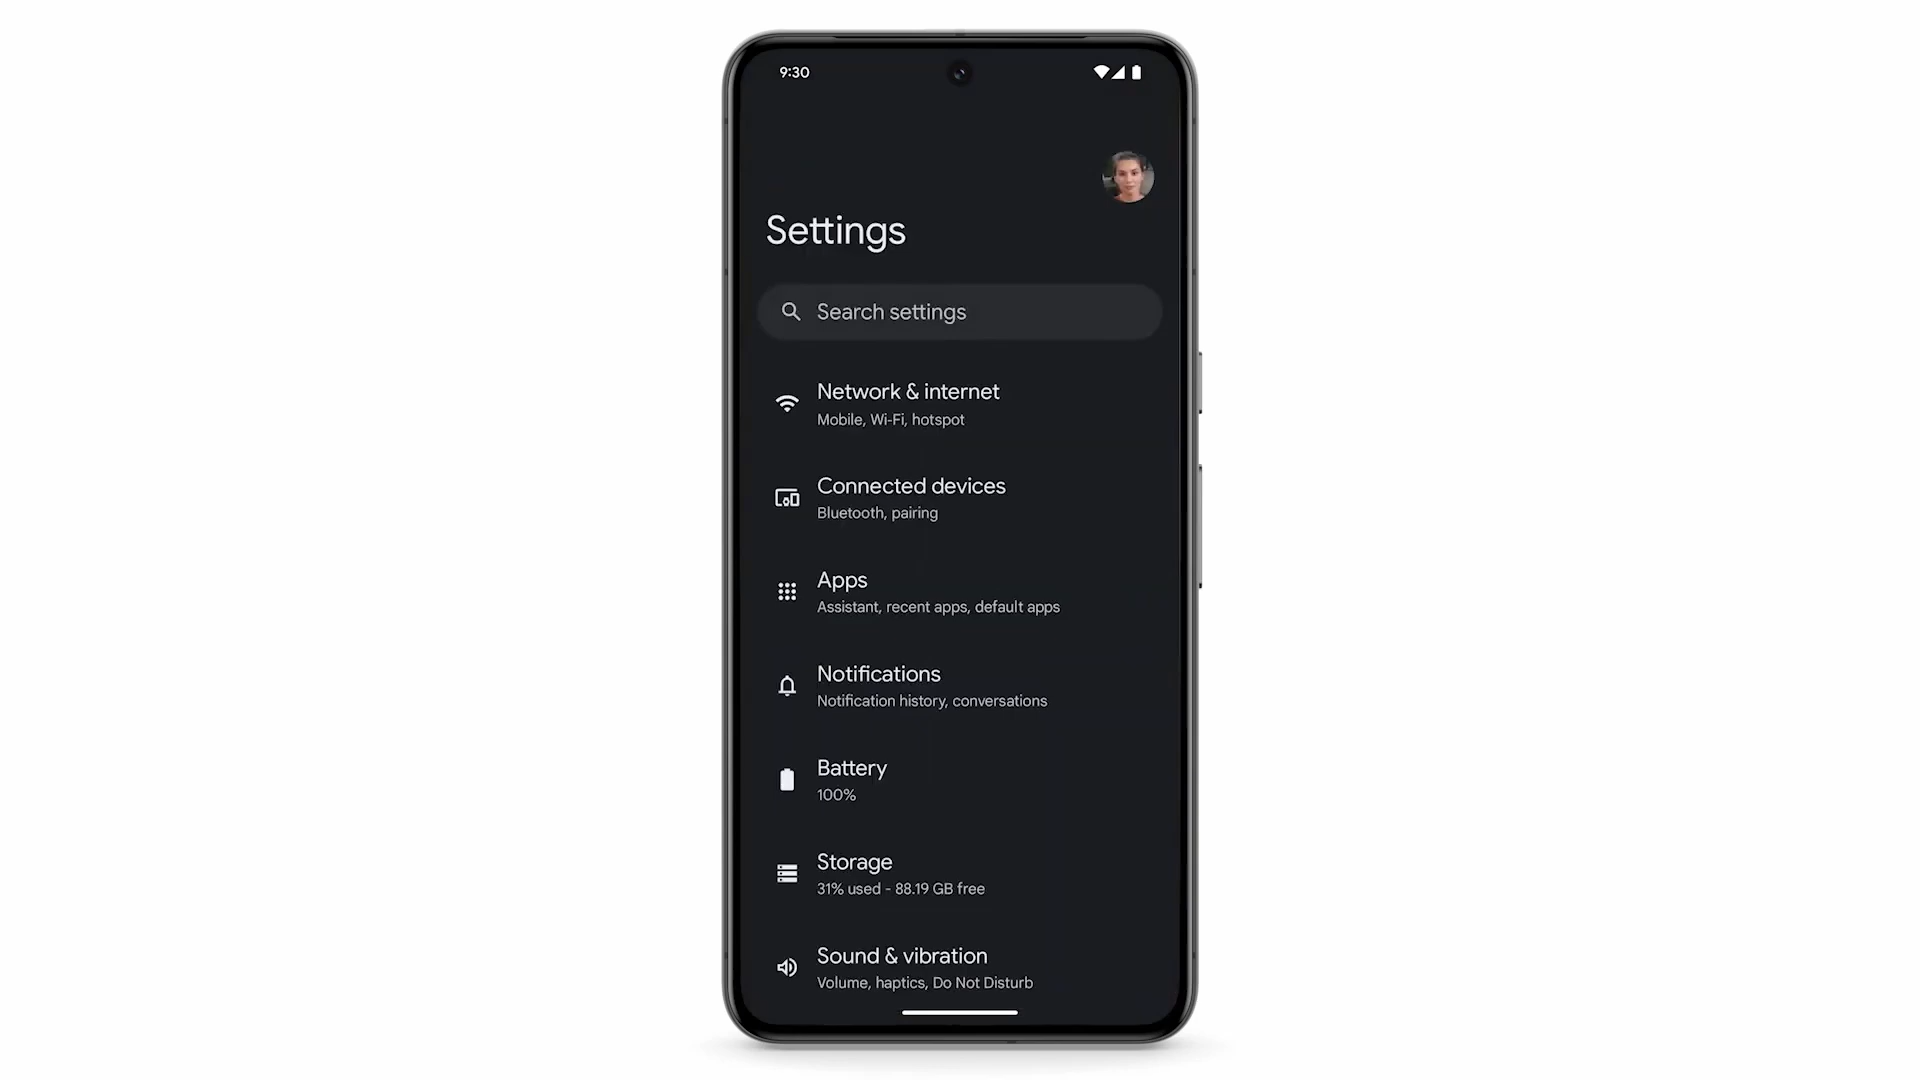 9:30
Settings
Search settings
Network & internet
Mobile, Wi-Fi, hotspot
Connected devices
Bluetooth, pairing
Apps
Assistant, recent apps, default apps
Notifications
Notification history, conversations
Battery
100%
Storage
31% used - 88.19 GB free
Sound & vibration
Volume, haptics, Do Not Disturb